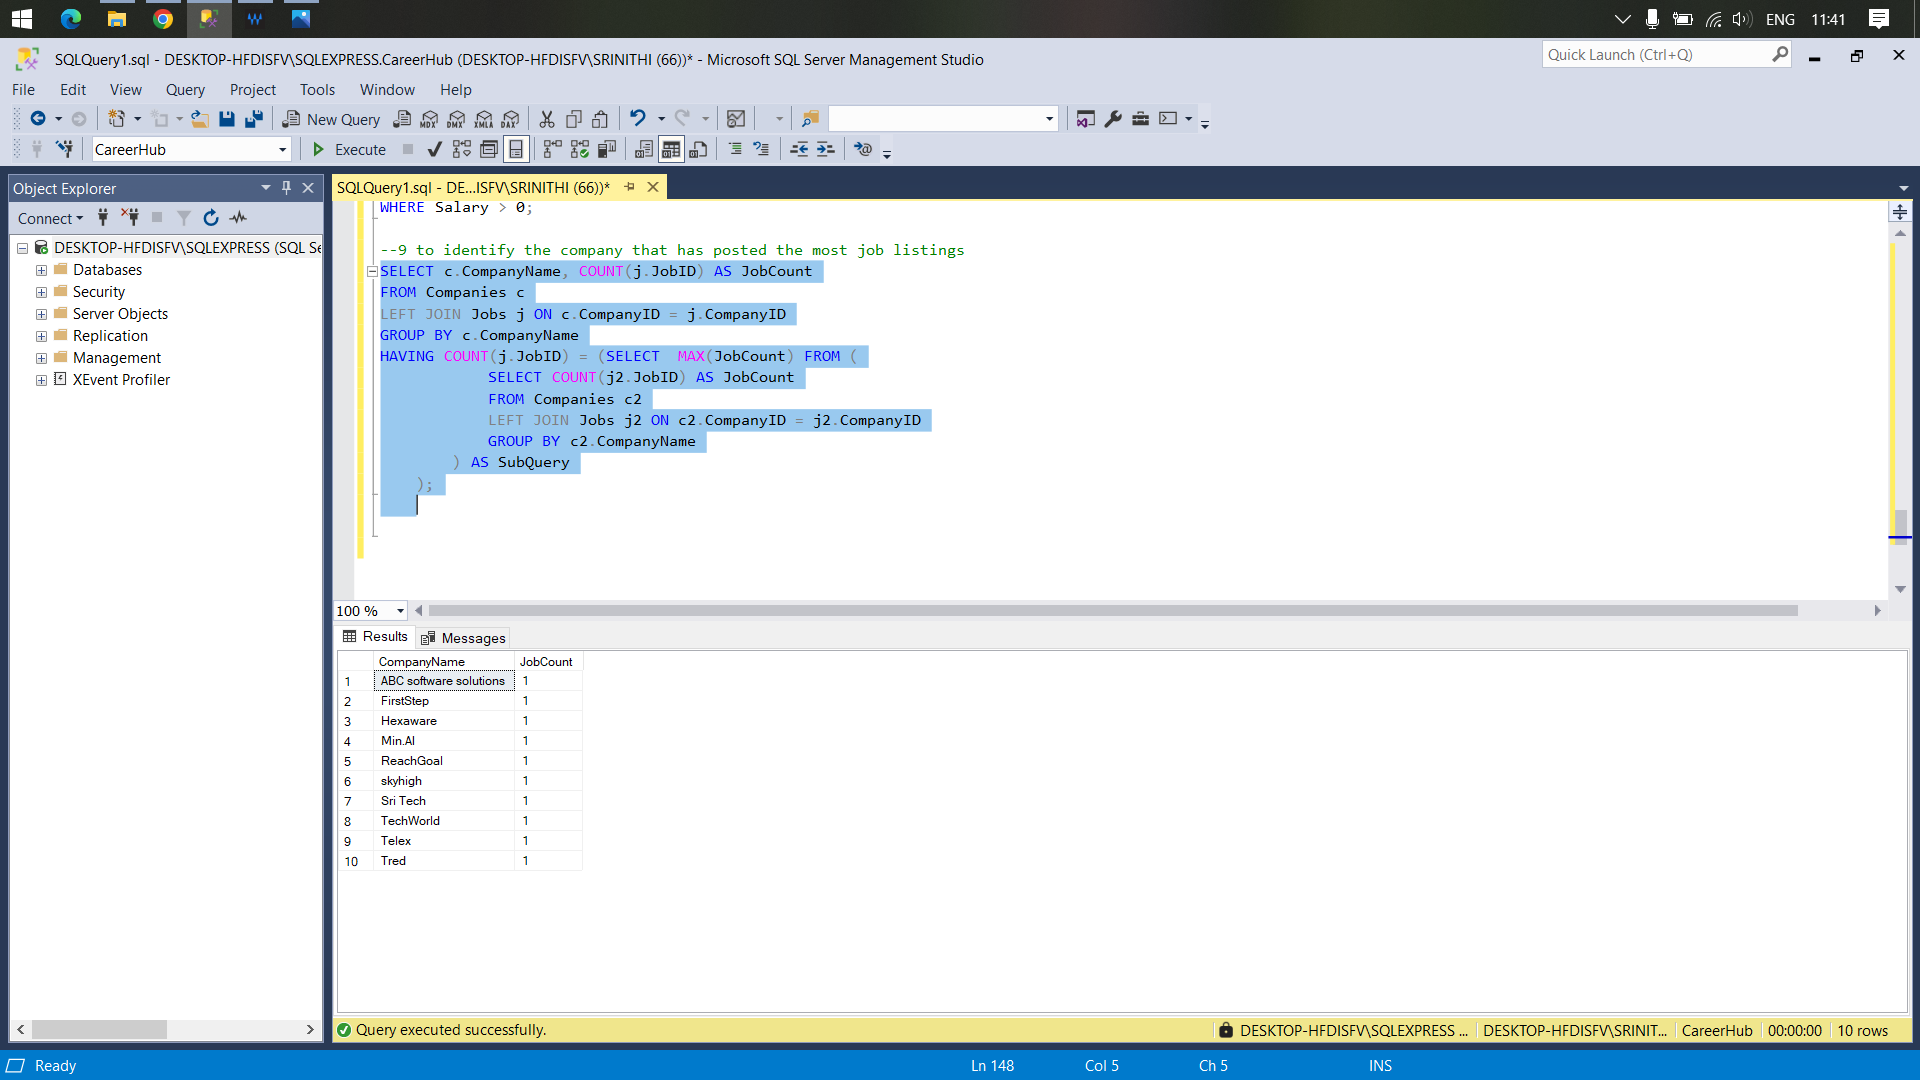 ENG 11:41
SQLQuery1.sql - DESKTOP-HFDISFV\SQLEXPRESS.CareerHub (DESKTOP-HFDISFV\SRINITHI (66))* - Microsoft SQL Server Management Studio
Quick Launch (Ctrl+Q)
File Edit View Query Project Tools Window Help
New Query MDX DMX XMLA DAX
CareerHub Execute
Object Explorer
SQLQuery1.sql - DE...ISFV\SRINITHI (66))*
Connect
DESKTOP-HFDISFV\SQLEXPRESS (SQL Se
Databases
Security
Server Objects
Replication
Management
XEvent Profiler
WHERE Salary > 0;
--9 to identify the company that has posted the most job listings
SELECT c.CompanyName, COUNT(j.JobID) AS JobCount
FROM Companies c
LEFT JOIN Jobs j ON c.CompanyID = j.CompanyID
GROUP BY c.CompanyName
HAVING COUNT(j.JobID) = (SELECT  MAX(JobCount) FROM (
SELECT COUNT(j2.JobID) AS JobCount
FROM Companies c2
LEFT JOIN Jobs j2 ON c2.CompanyID = j2.CompanyID
GROUP BY c2.CompanyName
) AS SubQuery
);
100 %
Results Messages
CompanyName JobCount
1 ABC software solutions 1
2 FirstStep 1
3 Hexaware 1
4 Min.AI 1
5 ReachGoal 1
6 skyhigh 1
7 Sri Tech 1
8 TechWorld 1
9 Telex 1
10 Tred 1
Query executed successfully.
DESKTOP-HFDISFV\SQLEXPRESS ... DESKTOP-HFDISFV\SRINIT... CareerHub 00:00:00 10 rows
Ready Ln 148 Col 5 Ch 5 INS